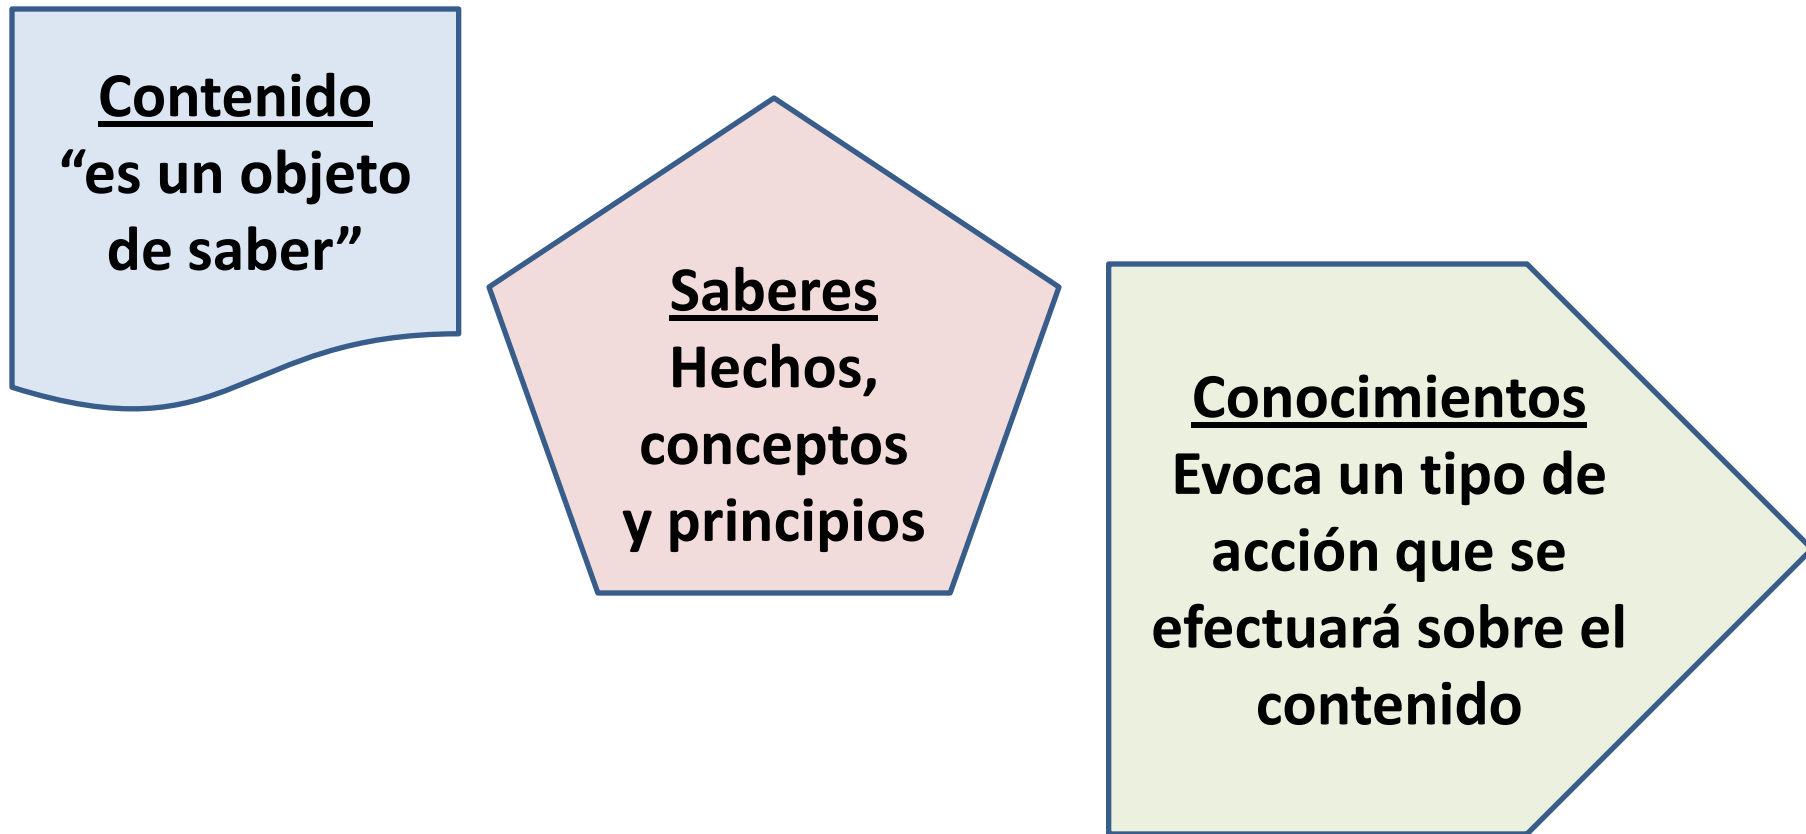 Contenido
“es un objeto
de saber”
Saberes
Hechos,
conceptos
y principios
Conocimientos
Evoca un tipo de
acción que se
efectuará sobre el
contenido